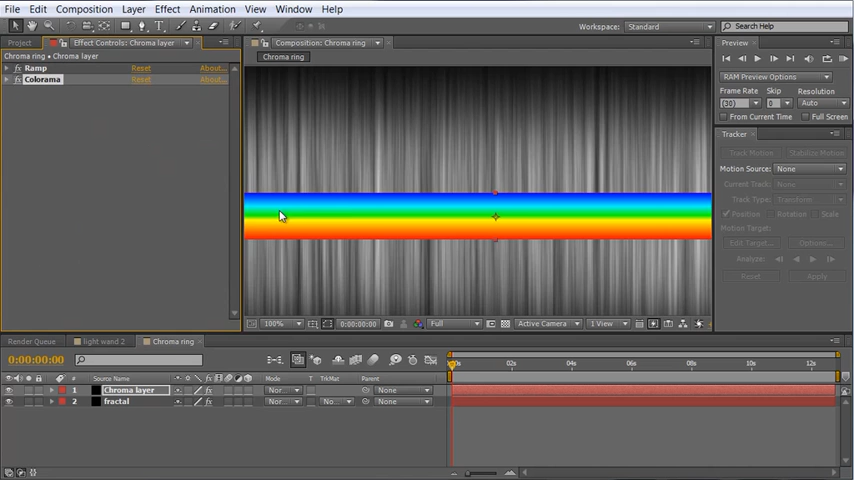 File Edit Composition Layer Effect Animation View Window Help
Workspace: Standard Search Help
Project Effect Controls: Chroma layer Composition: Chroma ring Preview
Chroma ring • Chroma layer Chroma ring
fx Ramp Reset About...
fx Colorama Reset About...
RAM Preview Options
Frame Rate Skip Resolution
(30) 0 Auto
From Current Time Full Screen
Tracker
Track Motion Stabilize Motion
Motion Source: None
Current Track: None
Track Type: Transform
Position Rotation Scale
Motion Target:
Edit Target... Options...
Analyze:
Reset Apply
100% 0:00:00:00 Full Active Camera 1 View
Render Queue light wand 2 Chroma ring
0:00:00:00
02s 04s 06s 08s 10s 12s
# Source Name Mode T TrkMat Parent
1 Chroma layer fx Nor... None
2 fractal fx Nor... No... None